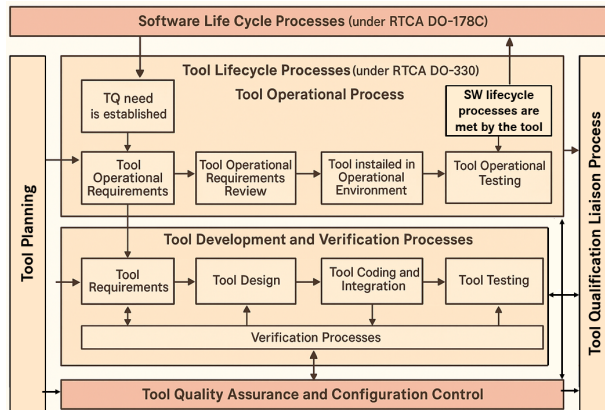 Software Life Cycle Processes (under RTCA DO-178C)
Tool Lifecycle Processes (under RTCA DO-330)
Tool Operational Process
TQ need
is established
SW lifecycle
processes are
met by the tool
Tool
Operational
Requirements
Tool Operational
Requirements
Review
Tool instailed in
Operational
Environment
Tool Operational
Testing
Tool Planning
Tool Qualification Liaison Process
Tool Development and Verification Processes
Tool
Requirements
Tool Design
Tool Coding and
Integration
Tool Testing
Verification Processes
Tool Quality Assurance and Configuration Control